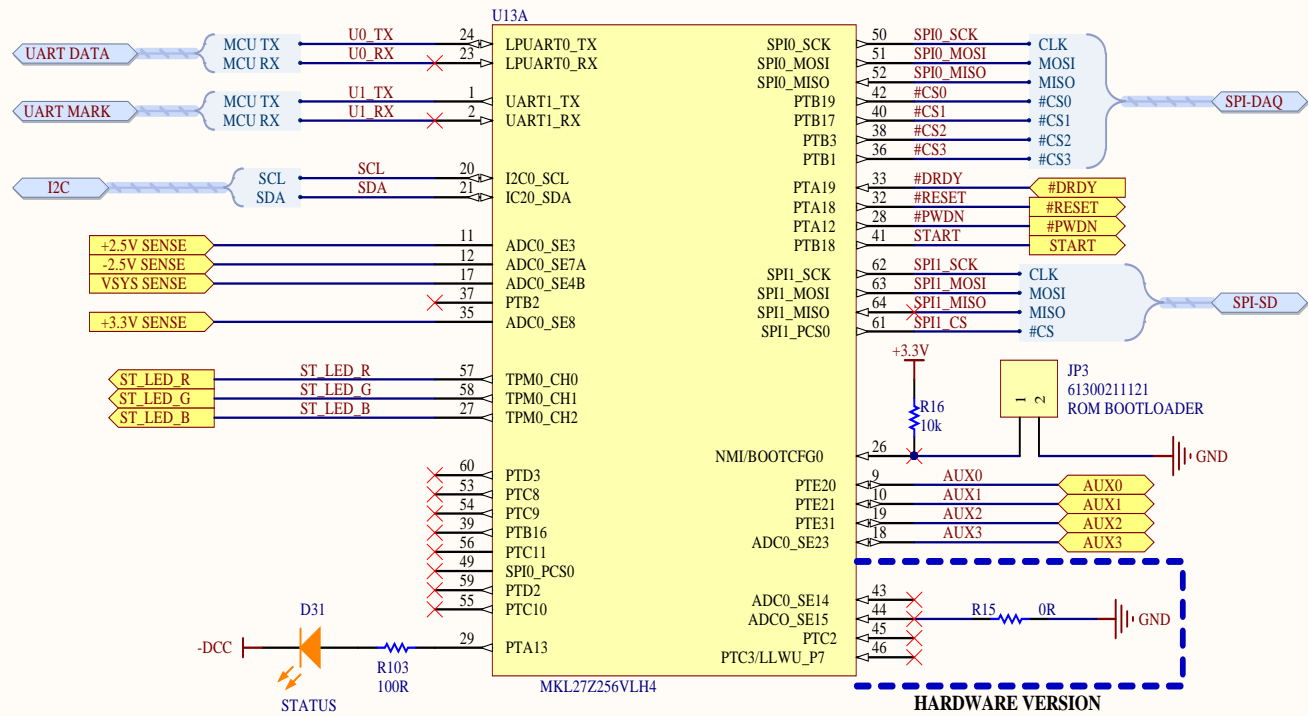 U13A
UART DATA
MCU TX
U0_TX
24
LPUART0_TX
MCU RX
U0_RX
23
LPUART0_RX
UART MARK
MCU TX
U1_TX
1
UART1_TX
MCU RX
U1_RX
2
UART1_RX
I2C
SCL
SCL
20
I2C0_SCL
SDA
SDA
21
IC20_SDA
+2.5V SENSE
11
ADC0_SE3
-2.5V SENSE
12
ADC0_SE7A
VSYS SENSE
17
ADC0_SE4B
37
PTB2
+3.3V SENSE
35
ADC0_SE8
ST_LED_R
ST_LED_R
57
TPM0_CH0
ST_LED_G
ST_LED_G
58
TPM0_CH1
ST_LED_B
ST_LED_B
27
TPM0_CH2
60
PTD3
53
PTC8
54
PTC9
39
PTB16
56
PTC11
49
SPI0_PCS0
59
PTD2
55
PTC10
D31
-DCC
R103
100R
STATUS
29
PTA13
MKL27Z256VLH4
SPI0_SCK
50
SPI0_SCK
CLK
SPI0_MOSI
51
SPI0_MOSI
MOSI
SPI0_MISO
52
SPI0_MISO
MISO
PTB19
42
#CS0
#CS0
PTB17
40
#CS1
#CS1
PTB3
38
#CS2
#CS2
PTB1
36
#CS3
#CS3
SPI-DAQ
PTA19
33
#DRDY
#DRDY
PTA18
32
#RESET
#RESET
PTA12
28
#PWDN
#PWDN
PTB18
41
START
START
SPI1_SCK
62
SPI1_SCK
CLK
SPI1_MOSI
63
SPI1_MOSI
MOSI
SPI1_MISO
64
SPI1_MISO
MISO
SPI1_PCS0
61
SPI1_CS
#CS
SPI-SD
+3.3V
R16
10k
JP3
61300211121
ROM BOOTLOADER
1
2
NMI/BOOTCFG0
26
GND
PTE20
9
AUX0
AUX0
PTE21
10
AUX1
AUX1
PTE31
19
AUX2
AUX2
ADC0_SE23
18
AUX3
AUX3
ADC0_SE14
43
ADCO_SE15
44
R15
0R
GND
PTC2
45
PTC3/LLWU_P7
46
HARDWARE VERSION